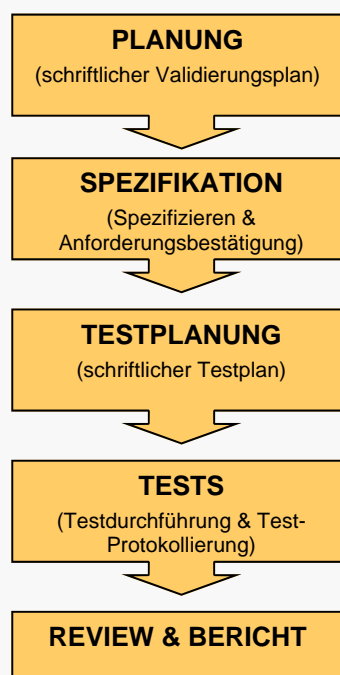 PLANUNG
(schriftlicher Validierungsplan)
SPEZIFIKATION
(Spezifizieren &
Anforderungsbestätigung)
TESTPLANUNG
(schriftlicher Testplan)
TESTS
(Testdurchführung & Test-
Protokollierung)
REVIEW & BERICHT